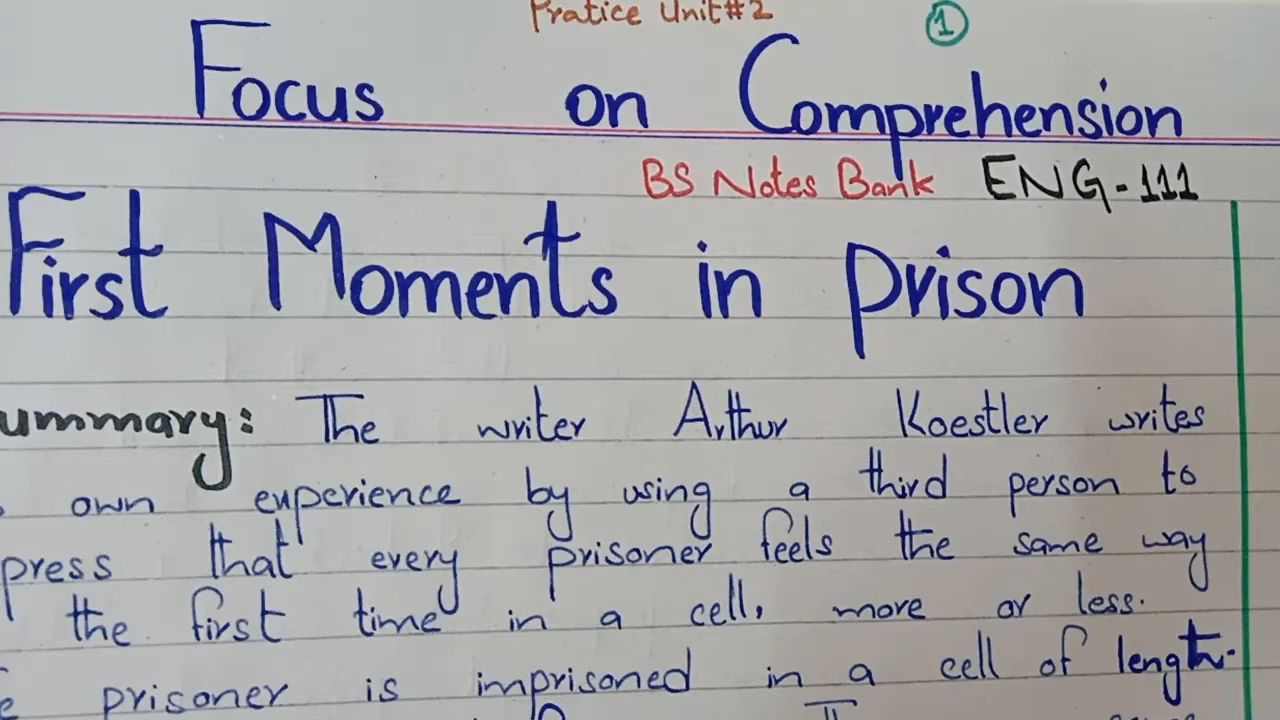 Pratice Unit#2
1
Focus on Comprehension
BS Notes Bank ENG-111
First Moments in prison
ummary: The writer Arthur Koestler writes
own experience by using a third person to
press that every prisoner feels the same way
the first time in a cell, more or less.
prisoner is imprisoned in a cell of length-